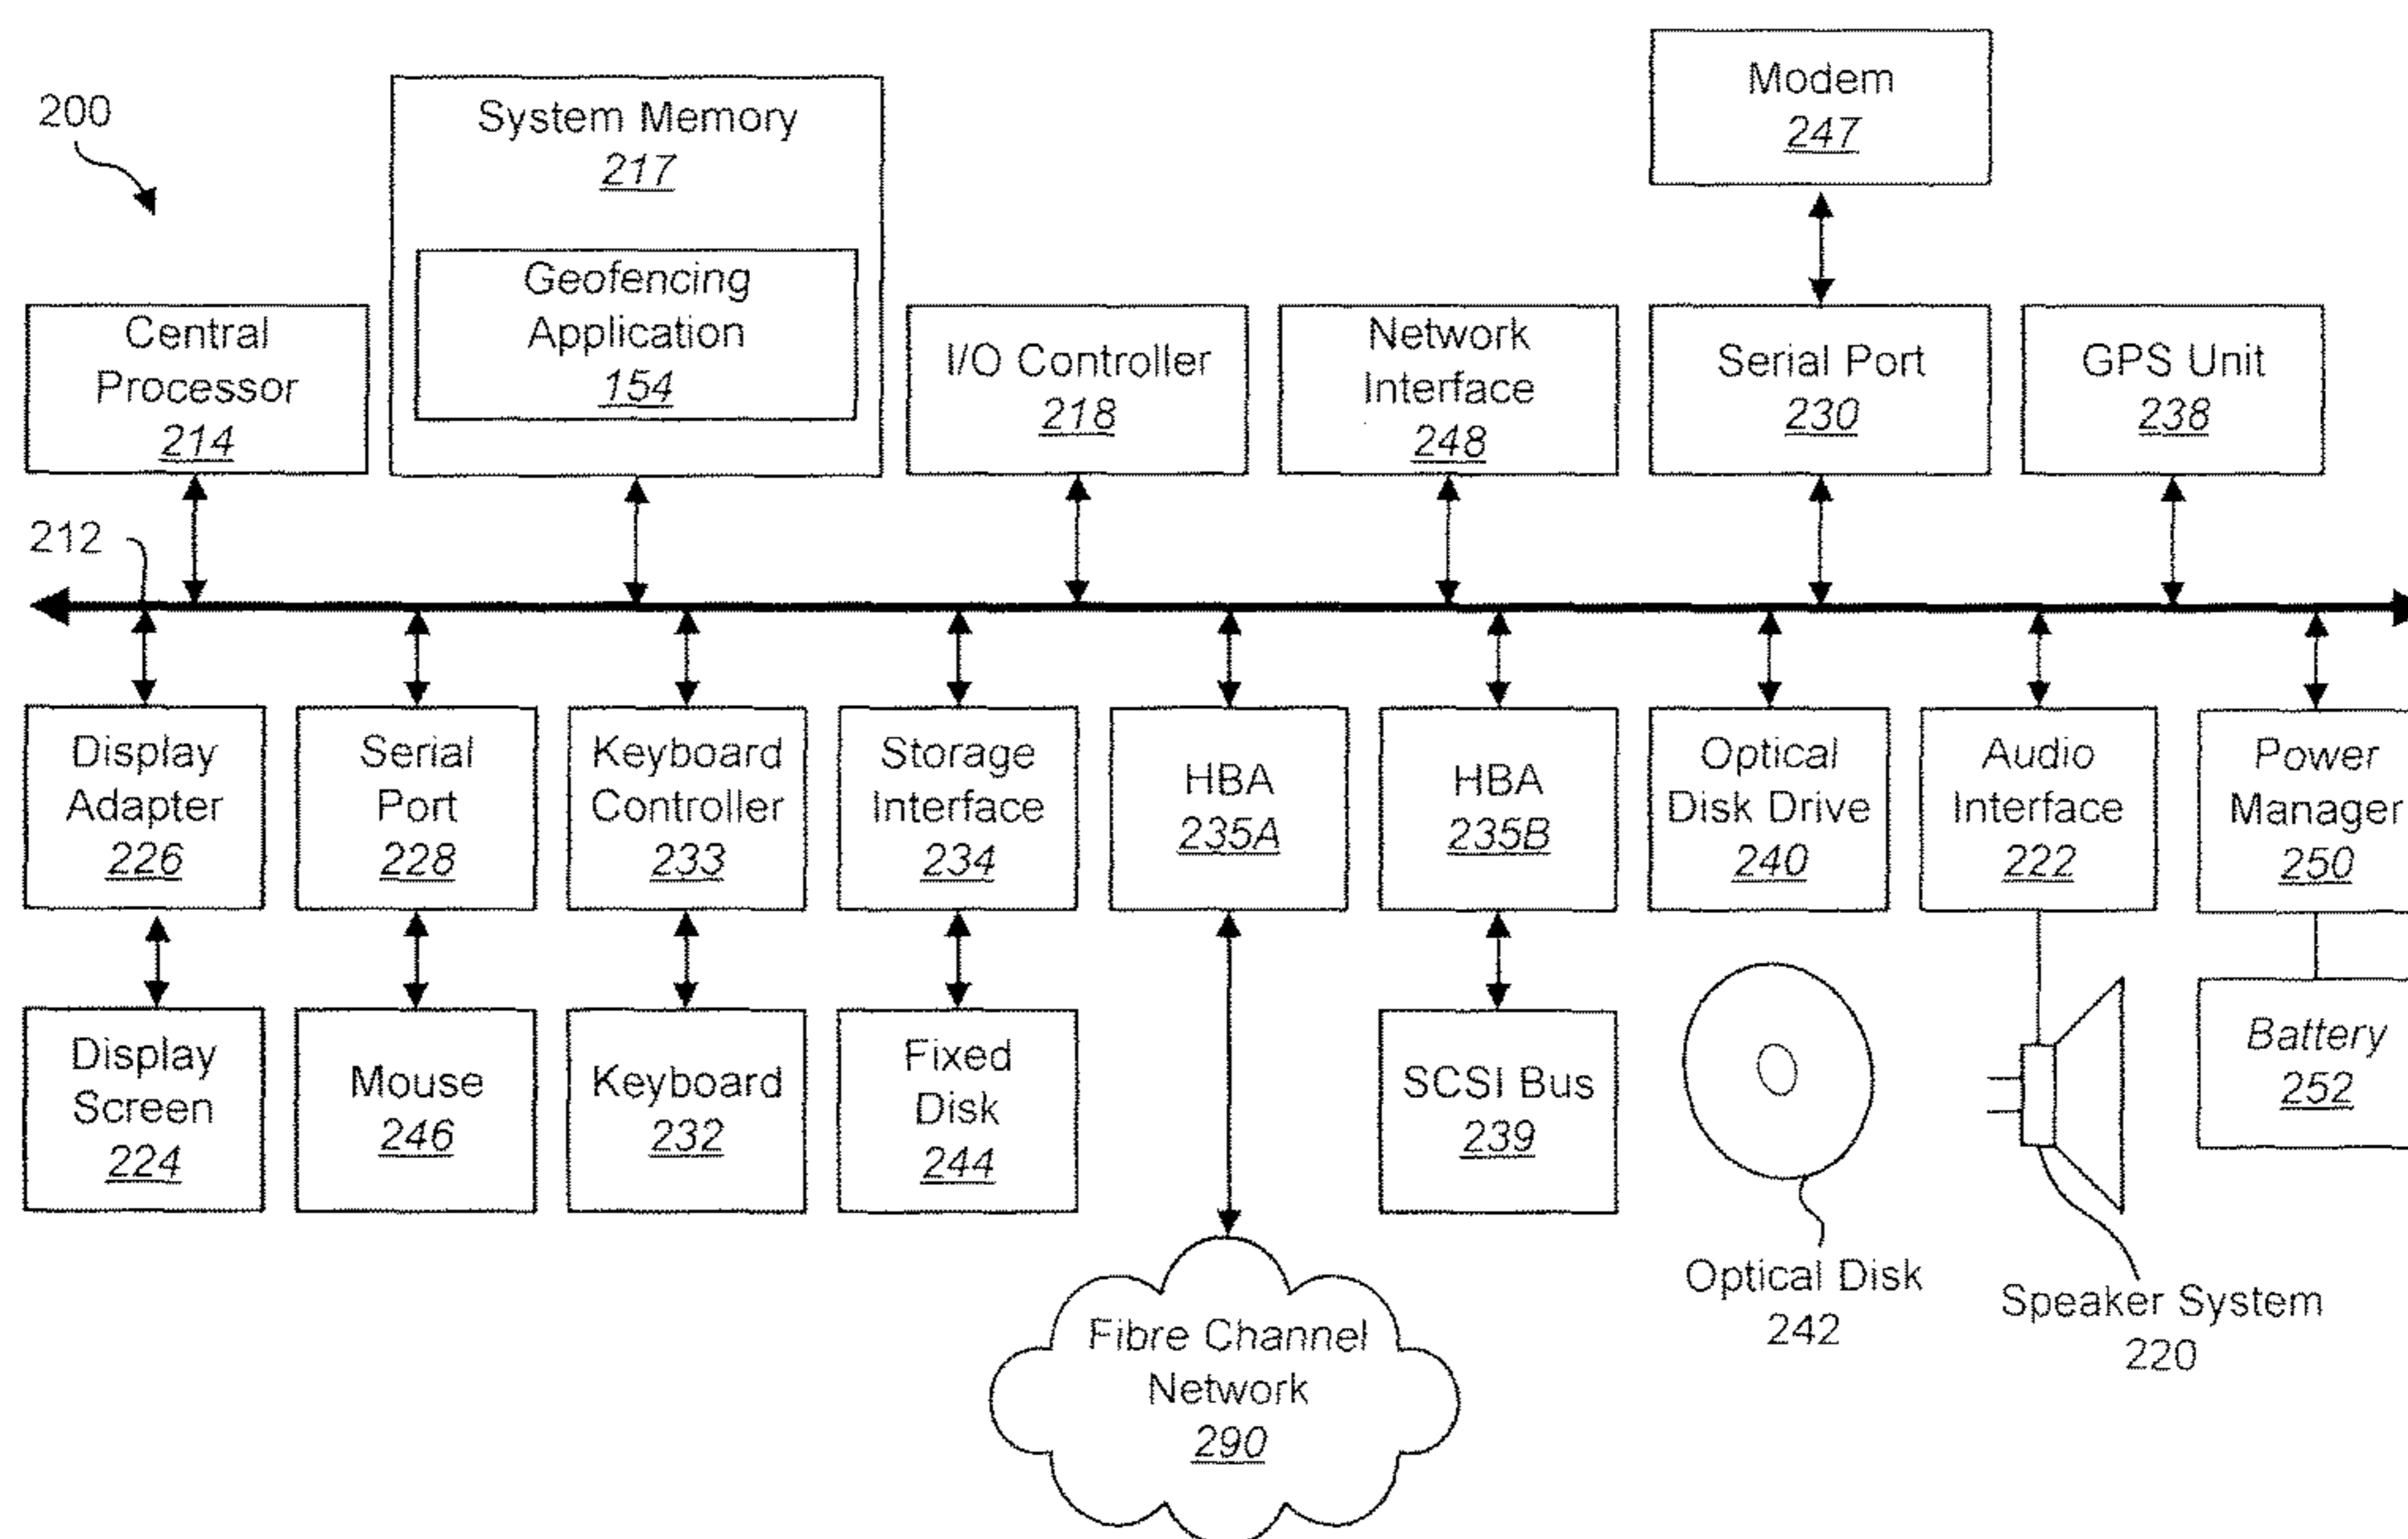 200
System Memory
217
Geofencing
Application
154
Modem
247
Central
Processor
214
I/O Controller
218
Network
Interface
248
Serial Port
230
GPS Unit
238
212
Display
Adapter
226
Serial
Port
228
Keyboard
Controller
233
Storage
Interface
234
HBA
235A
HBA
235B
Optical
Disk Drive
240
Audio
Interface
222
Power
Manager
250
Display
Screen
224
Mouse
246
Keyboard
232
Fixed
Disk
244
SCSI Bus
239
Battery
252
Optical Disk
242
Speaker System
220
Fibre Channel
Network
290